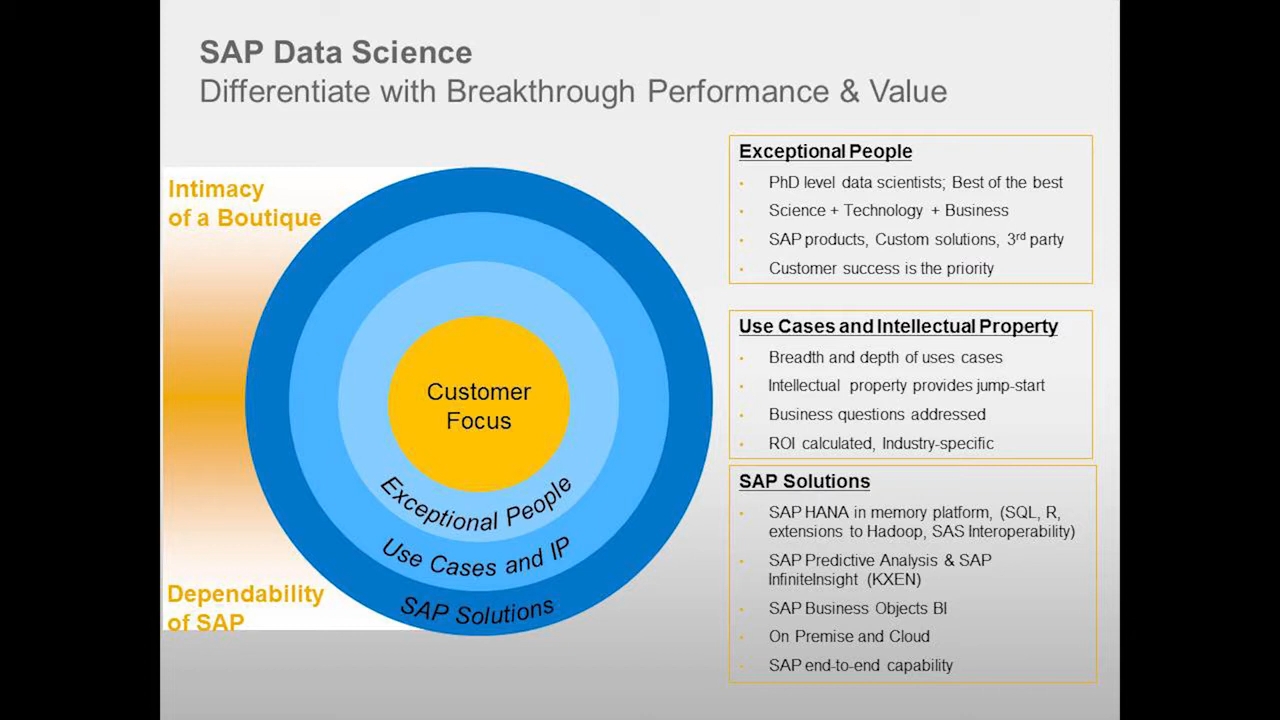 SAP Data Science
Differentiate with Breakthrough Performance & Value
Intimacy
of a Boutique
Customer
Focus
Exceptional People
Use Cases and IP
SAP Solutions
Dependability
of SAP
Exceptional People
• PhD level data scientists; Best of the best
• Science + Technology + Business
• SAP products, Custom solutions, 3rd party
• Customer success is the priority
Use Cases and Intellectual Property
• Breadth and depth of uses cases
• Intellectual property provides jump-start
• Business questions addressed
• ROI calculated, Industry-specific
SAP Solutions
• SAP HANA in memory platform, (SQL, R,
extensions to Hadoop, SAS Interoperability)
• SAP Predictive Analysis & SAP
InfiniteInsight (KXEN)
• SAP Business Objects BI
• On Premise and Cloud
• SAP end-to-end capability